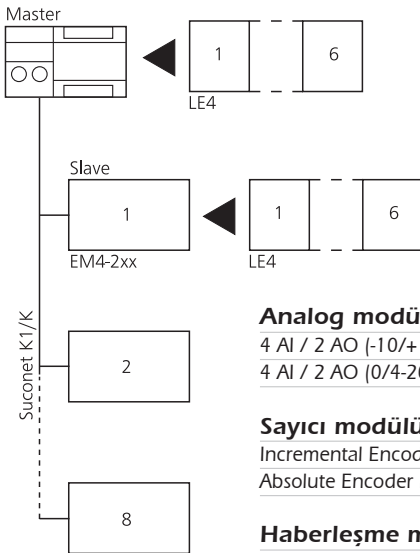 Master
1
6
LE4
Slave
1
EM4-2xx
1
6
LE4
Suconet K1/K
2
8
Analog modü
4 AI / 2 AO (-10/+
4 AI / 2 AO (0/4-2
Sayıcı modülü
Incremental Encod
Absolute Encoder
Haberleşme m